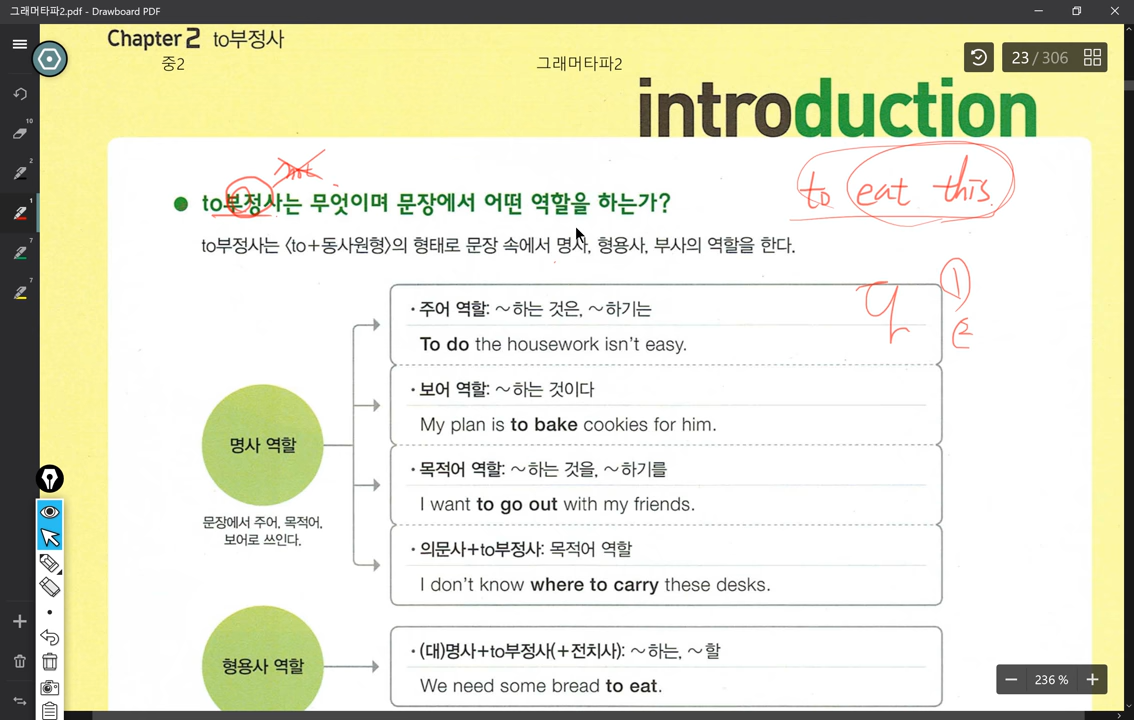 그래머타파2.pdf - Drawboard PDF
Chapter 2 to부정사
중2
그래머타파2
23 / 306
introduction
to eat this
to부정사는 무엇이며 문장에서 어떤 역할을 하는가?
to부정사는 〈to+동사원형〉의 형태로 문장 속에서 명사, 형용사, 부사의 역할을 한다.
· 주어 역할: ~하는 것은, ~하기는
To do the housework isn't easy.
①
· 보어 역할: ~하는 것이다
My plan is to bake cookies for him.
명사 역할
문장에서 주어, 목적어,
보어로 쓰인다.
· 목적어 역할: ~하는 것을, ~하기를
I want to go out with my friends.
· 의문사+to부정사: 목적어 역할
I don't know where to carry these desks.
형용사 역할
· (대)명사+to부정사(+전치사): ~하는, ~할
We need some bread to eat.
236 %
10
2
1
7
7